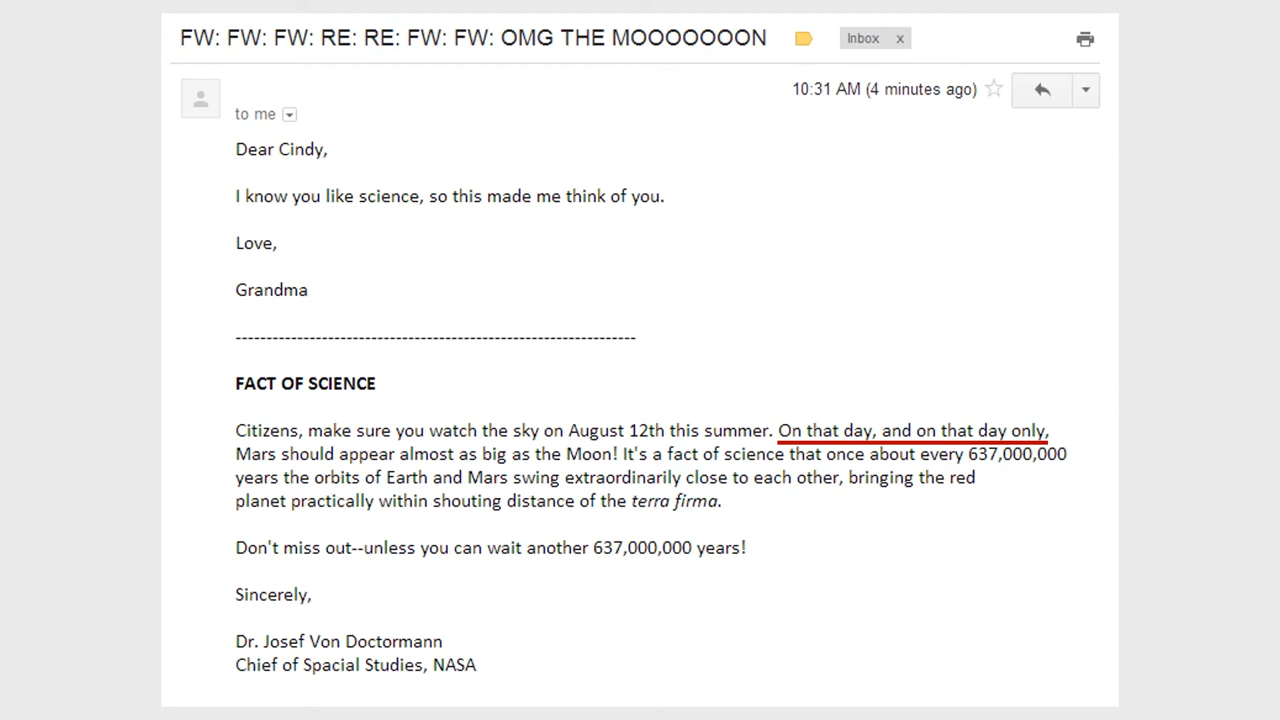 FW: FW: FW: RE: RE: FW: FW: OMG THE MOOOOOOON
Inbox x
10:31 AM (4 minutes ago)
to me
Dear Cindy,
I know you like science, so this made me think of you.
Love,
Grandma
----------------------------------------------------------------
FACT OF SCIENCE
Citizens, make sure you watch the sky on August 12th this summer. On that day, and on that day only,
Mars should appear almost as big as the Moon! It's a fact of science that once about every 637,000,000
years the orbits of Earth and Mars swing extraordinarily close to each other, bringing the red
planet practically within shouting distance of the terra firma.
Don't miss out--unless you can wait another 637,000,000 years!
Sincerely,
Dr. Josef Von Doctormann
Chief of Spacial Studies, NASA